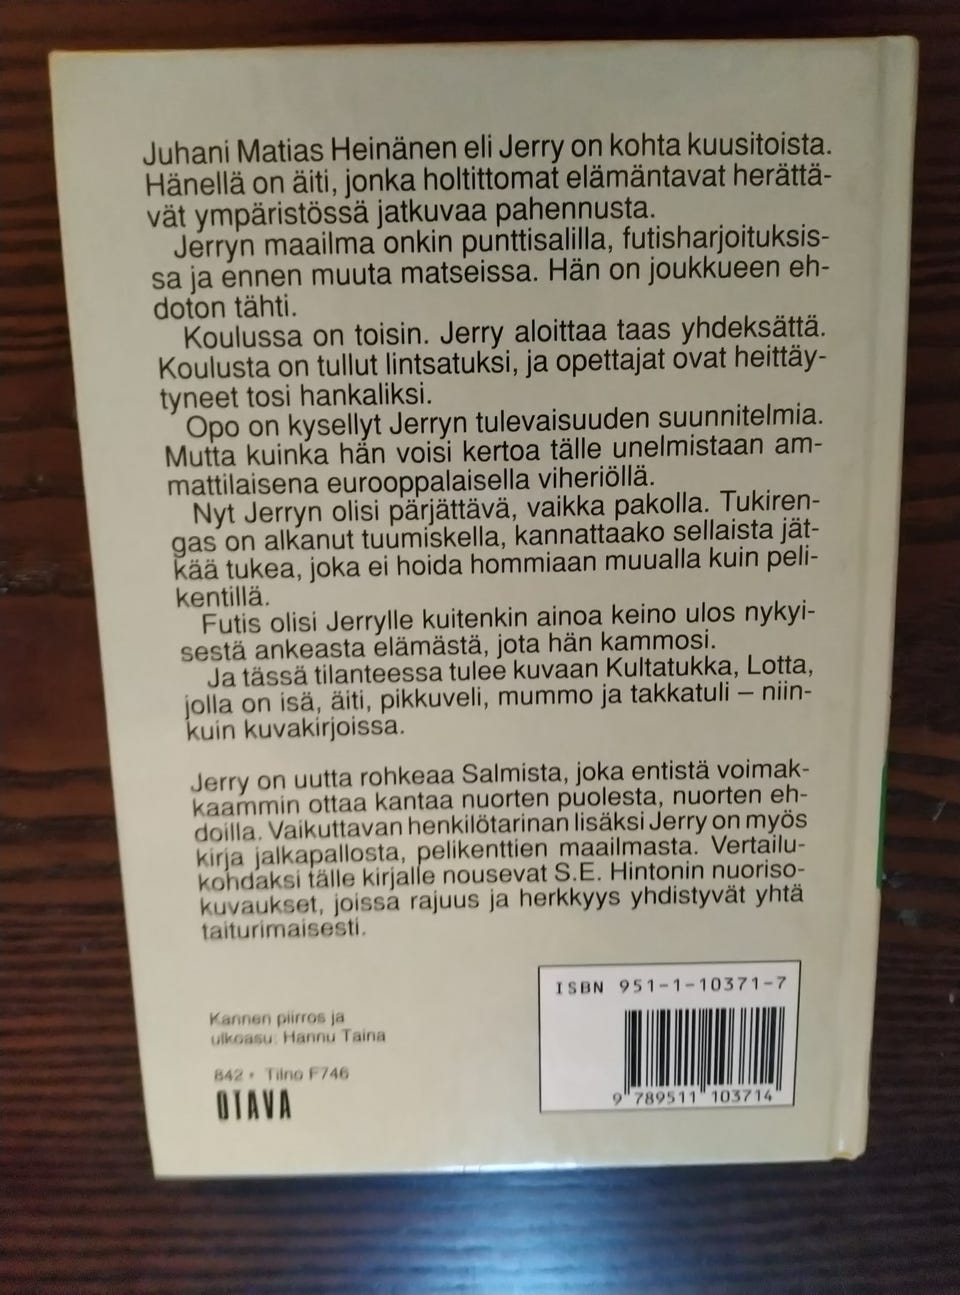 Juhani Matias Heinänen eli Jerry on kohta kuusitoista.
Hänellä on äiti, jonka holtittomat elämäntavat herättä-
vät ympäristössä jatkuvaa pahennusta.
Jerryn maailma onkin punttisalilla, futisharjoituksis-
sa ja ennen muuta matseissa. Hän on joukkueen eh-
doton tähti.
Koulussa on toisin. Jerry aloittaa taas yhdeksättä.
Koulusta on tullut lintsatuksi, ja opettajat ovat heittäy-
tyneet tosi hankaliksi.
Opo on kysellyt Jerryn tulevaisuuden suunnitelmia.
Mutta kuinka hän voisi kertoa tälle unelmistaan am-
mattilaisena eurooppalaisella viheriöllä.
Nyt Jerryn olisi pärjättävä, vaikka pakolla. Tukiren-
gas on alkanut tuumiskella, kannattaako sellaista jät-
kää tukea, joka ei hoida hommiaan muualla kuin peli-
kentillä.
Futis olisi Jerrylle kuitenkin ainoa keino ulos nykyi-
sestä ankeasta elämästä, jota hän kammosi.
Ja tässä tilanteessa tulee kuvaan Kultatukka, Lotta,
jolla on isä, äiti, pikkuveli, mummo ja takkatuli – niin-
kuin kuvakirjoissa.
Jerry on uutta rohkeaa Salmista, joka entistä voimak-
kaammin ottaa kantaa nuorten puolesta, nuorten eh-
doilla. Vaikuttavan henkilötarinan lisäksi Jerry on myös
kirja jalkapallosta, pelikenttien maailmasta. Vertailu-
kohdaksi tälle kirjalle nousevat S.E. Hintonin nuoriso-
kuvaukset, joissa rajuus ja herkkyys yhdistyvät yhtä
taiturimaisesti.
Kannen piirros ja
ulkoasu: Hannu Taina
842 • Tilno F746
OTAVA
ISBN 951-1-10371-7
9 789511 103714